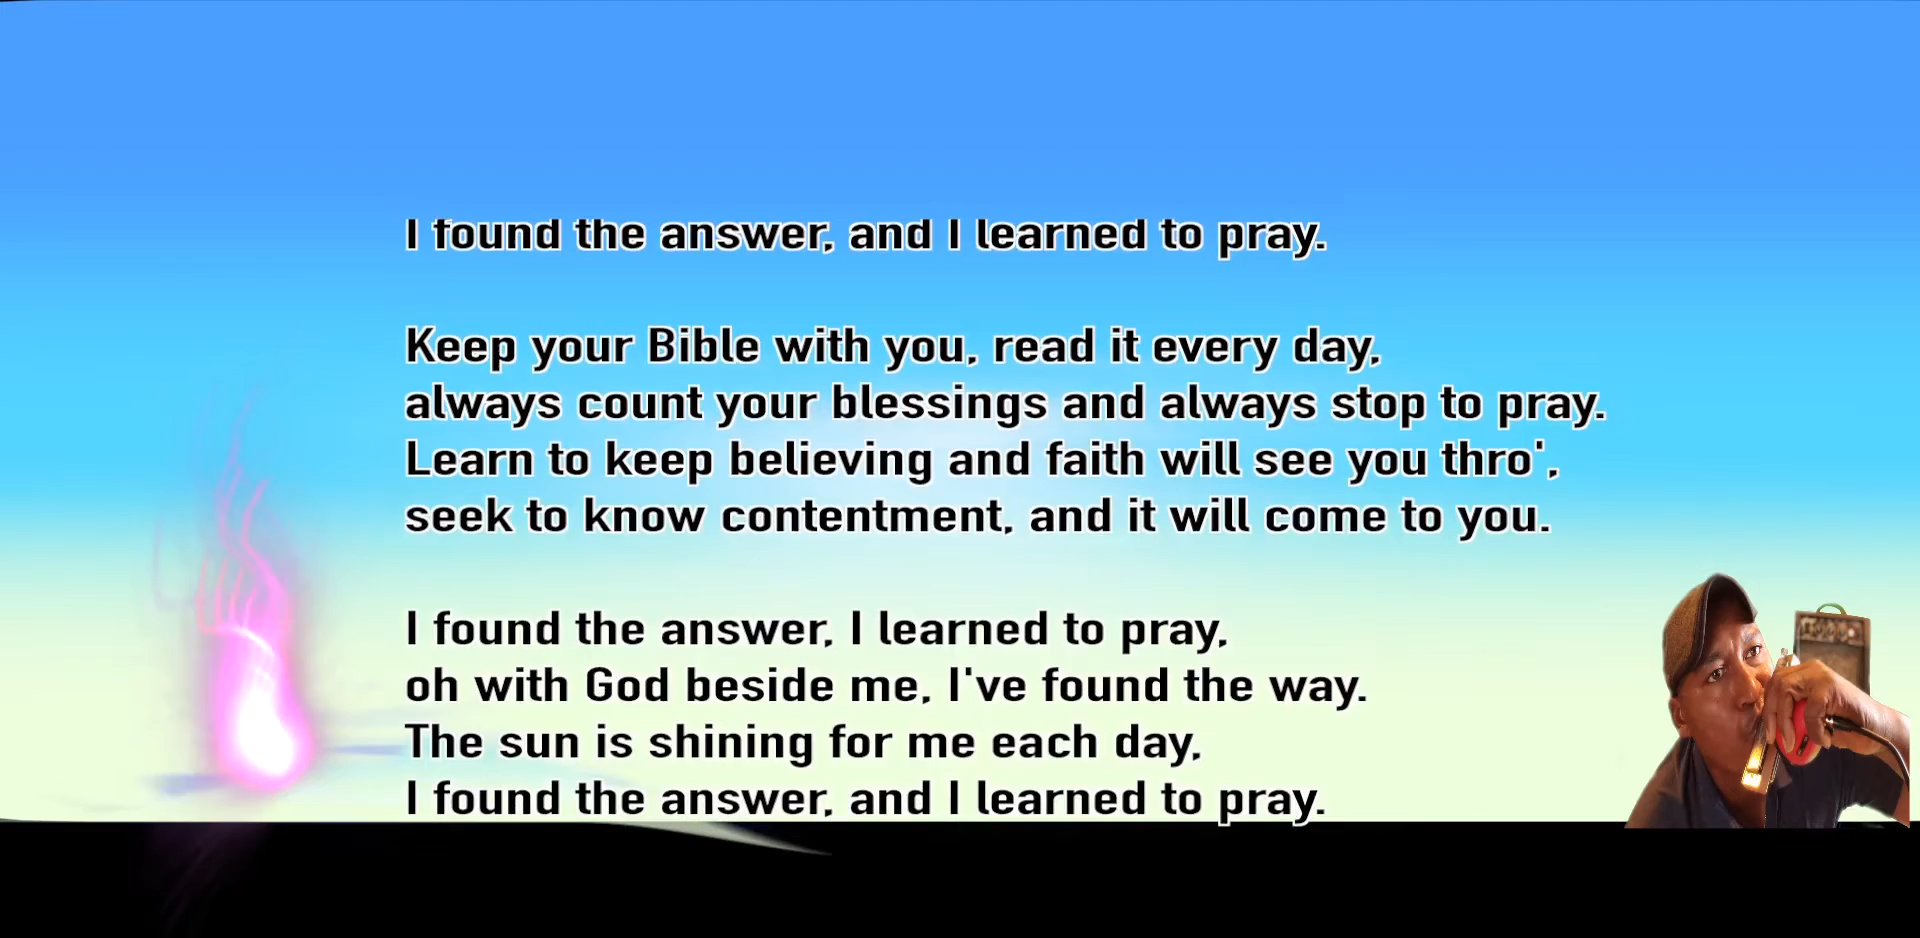 I found the answer, and I learned to pray.
Keep your Bible with you, read it every day,
always count your blessings and always stop to pray.
Learn to keep believing and faith will see you thro',
seek to know contentment, and it will come to you.
I found the answer, I learned to pray,
oh with God beside me, I've found the way.
The sun is shining for me each day,
I found the answer, and I learned to pray.